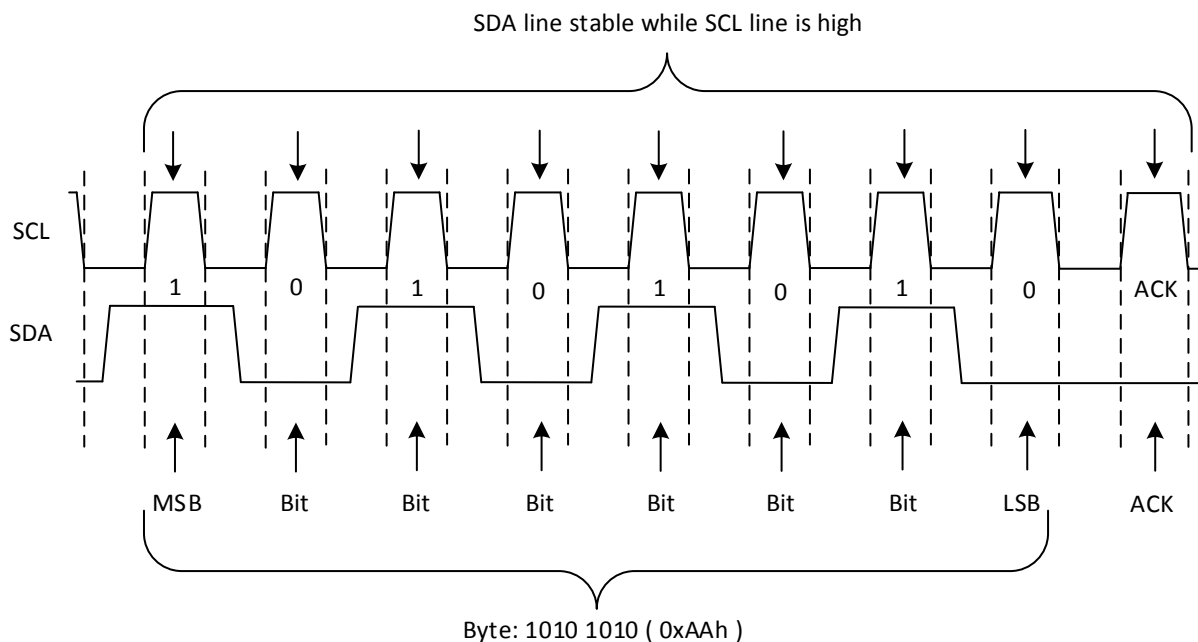 SDA line stable while SCL line is high
SCL
1 0 1 0 1 0 1 0 ACK
SDA
MSB Bit Bit Bit Bit Bit Bit LSB ACK
Byte: 1010 1010 ( 0xAAh )